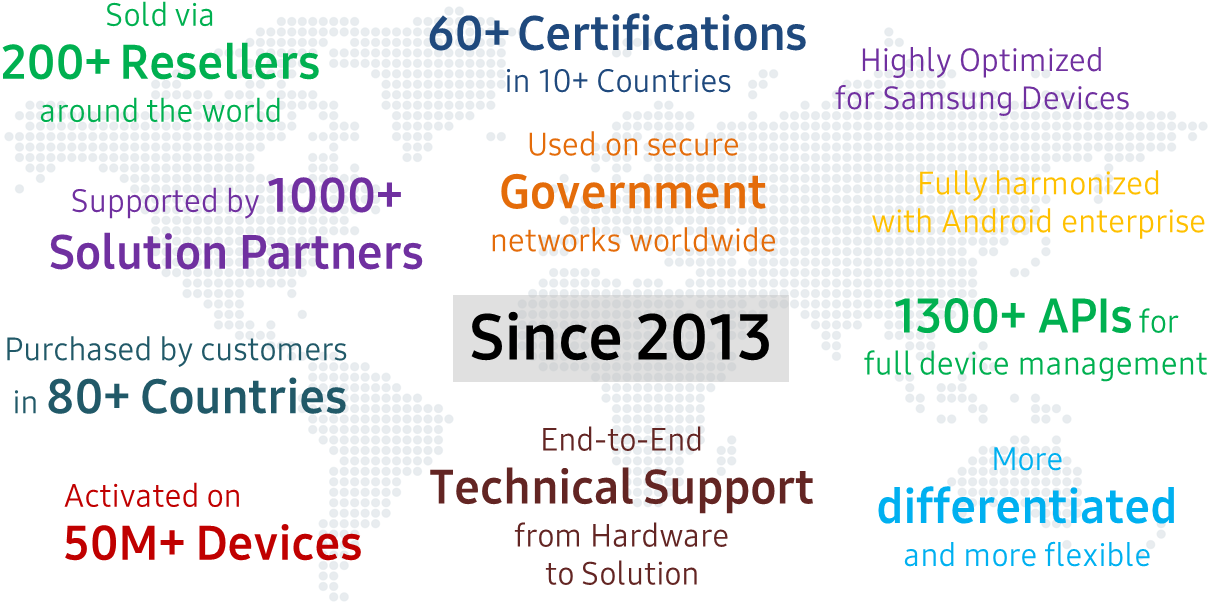 Sold via
200+ Resellers
around the world
60+ Certifications
in 10+ Countries
Highly Optimized
for Samsung Devices
Supported by 1000+
Solution Partners
Used on secure
Government
networks worldwide
Fully harmonized
with Android enterprise
Since 2013
Purchased by customers
in 80+ Countries
1300+ APIs for
full device management
Activated on
50M+ Devices
End-to-End
Technical Support
from Hardware
to Solution
More
differentiated
and more flexible